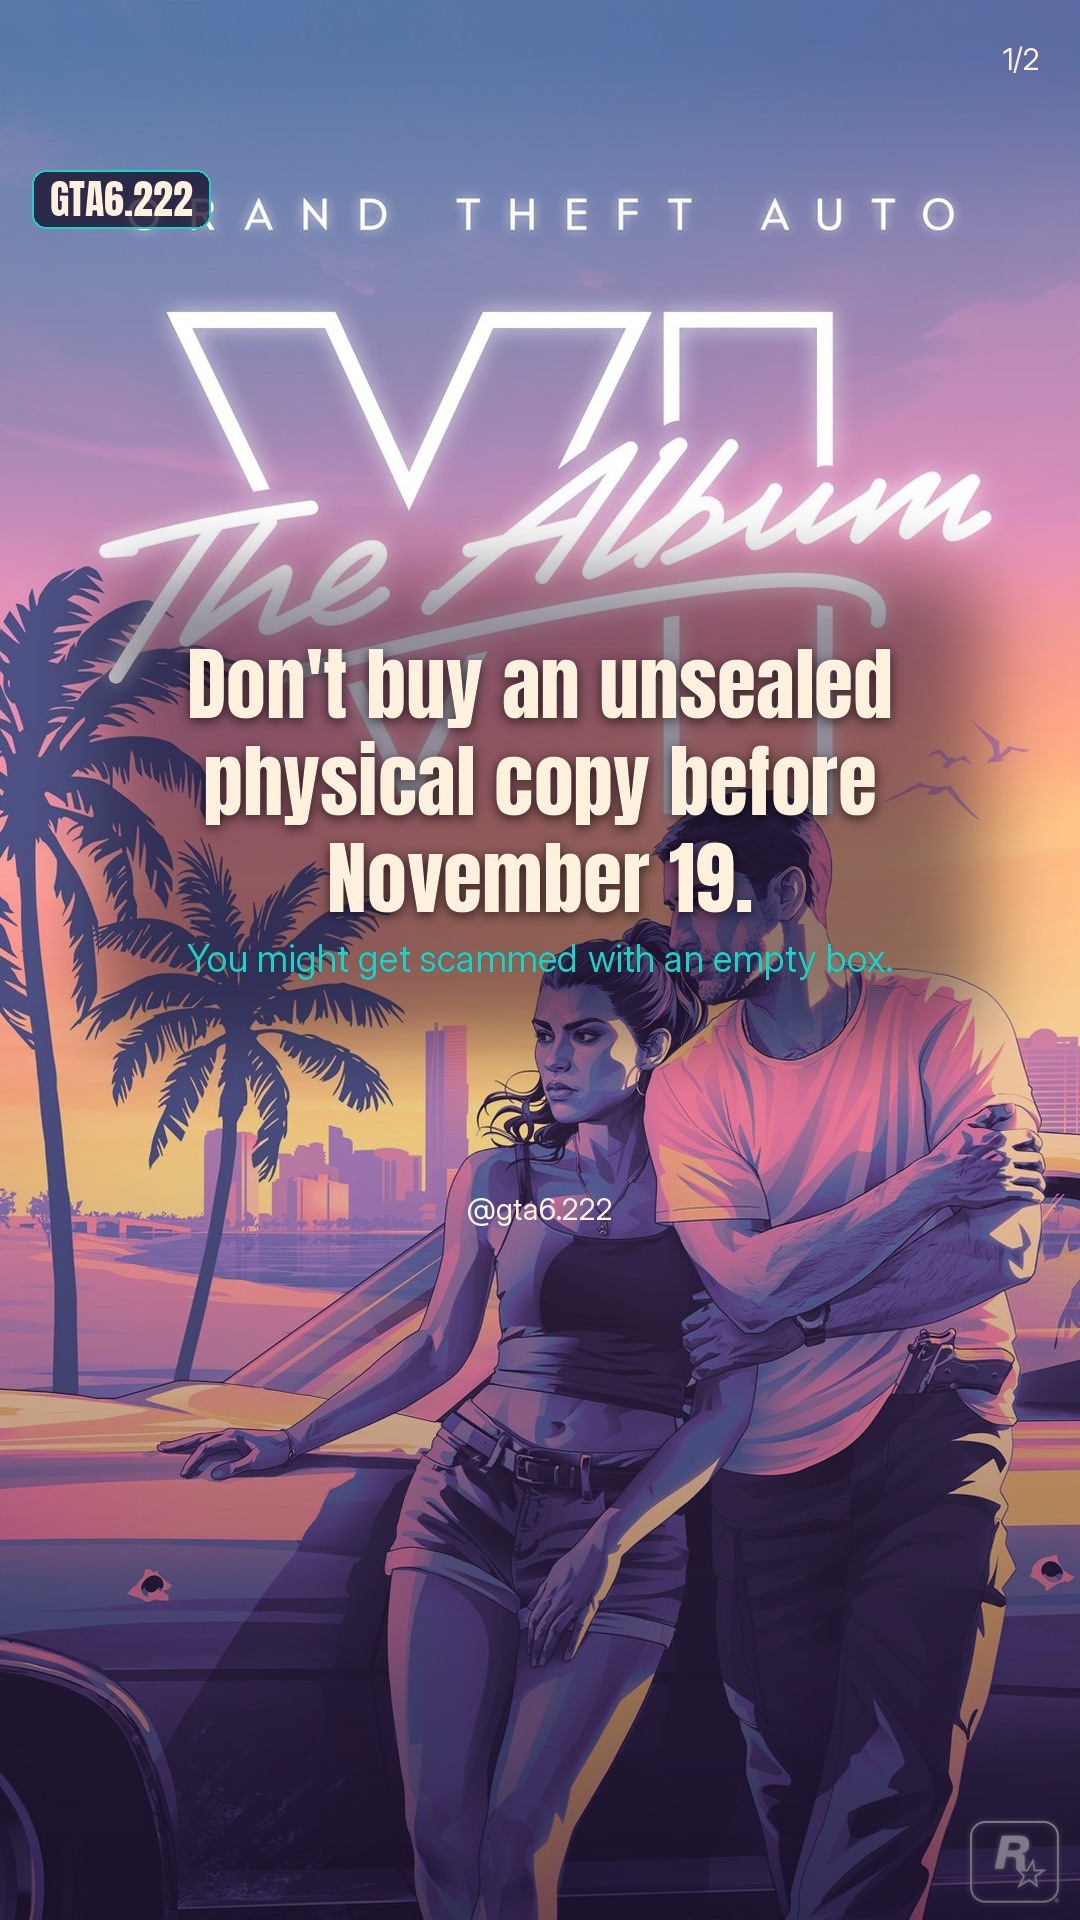 1/2
GTA6.222
GRAND THEFT AUTO
VI
The Album
Don't buy an unsealed
physical copy before
November 19.
You might get scammed with an empty box.
@gta6.222
R